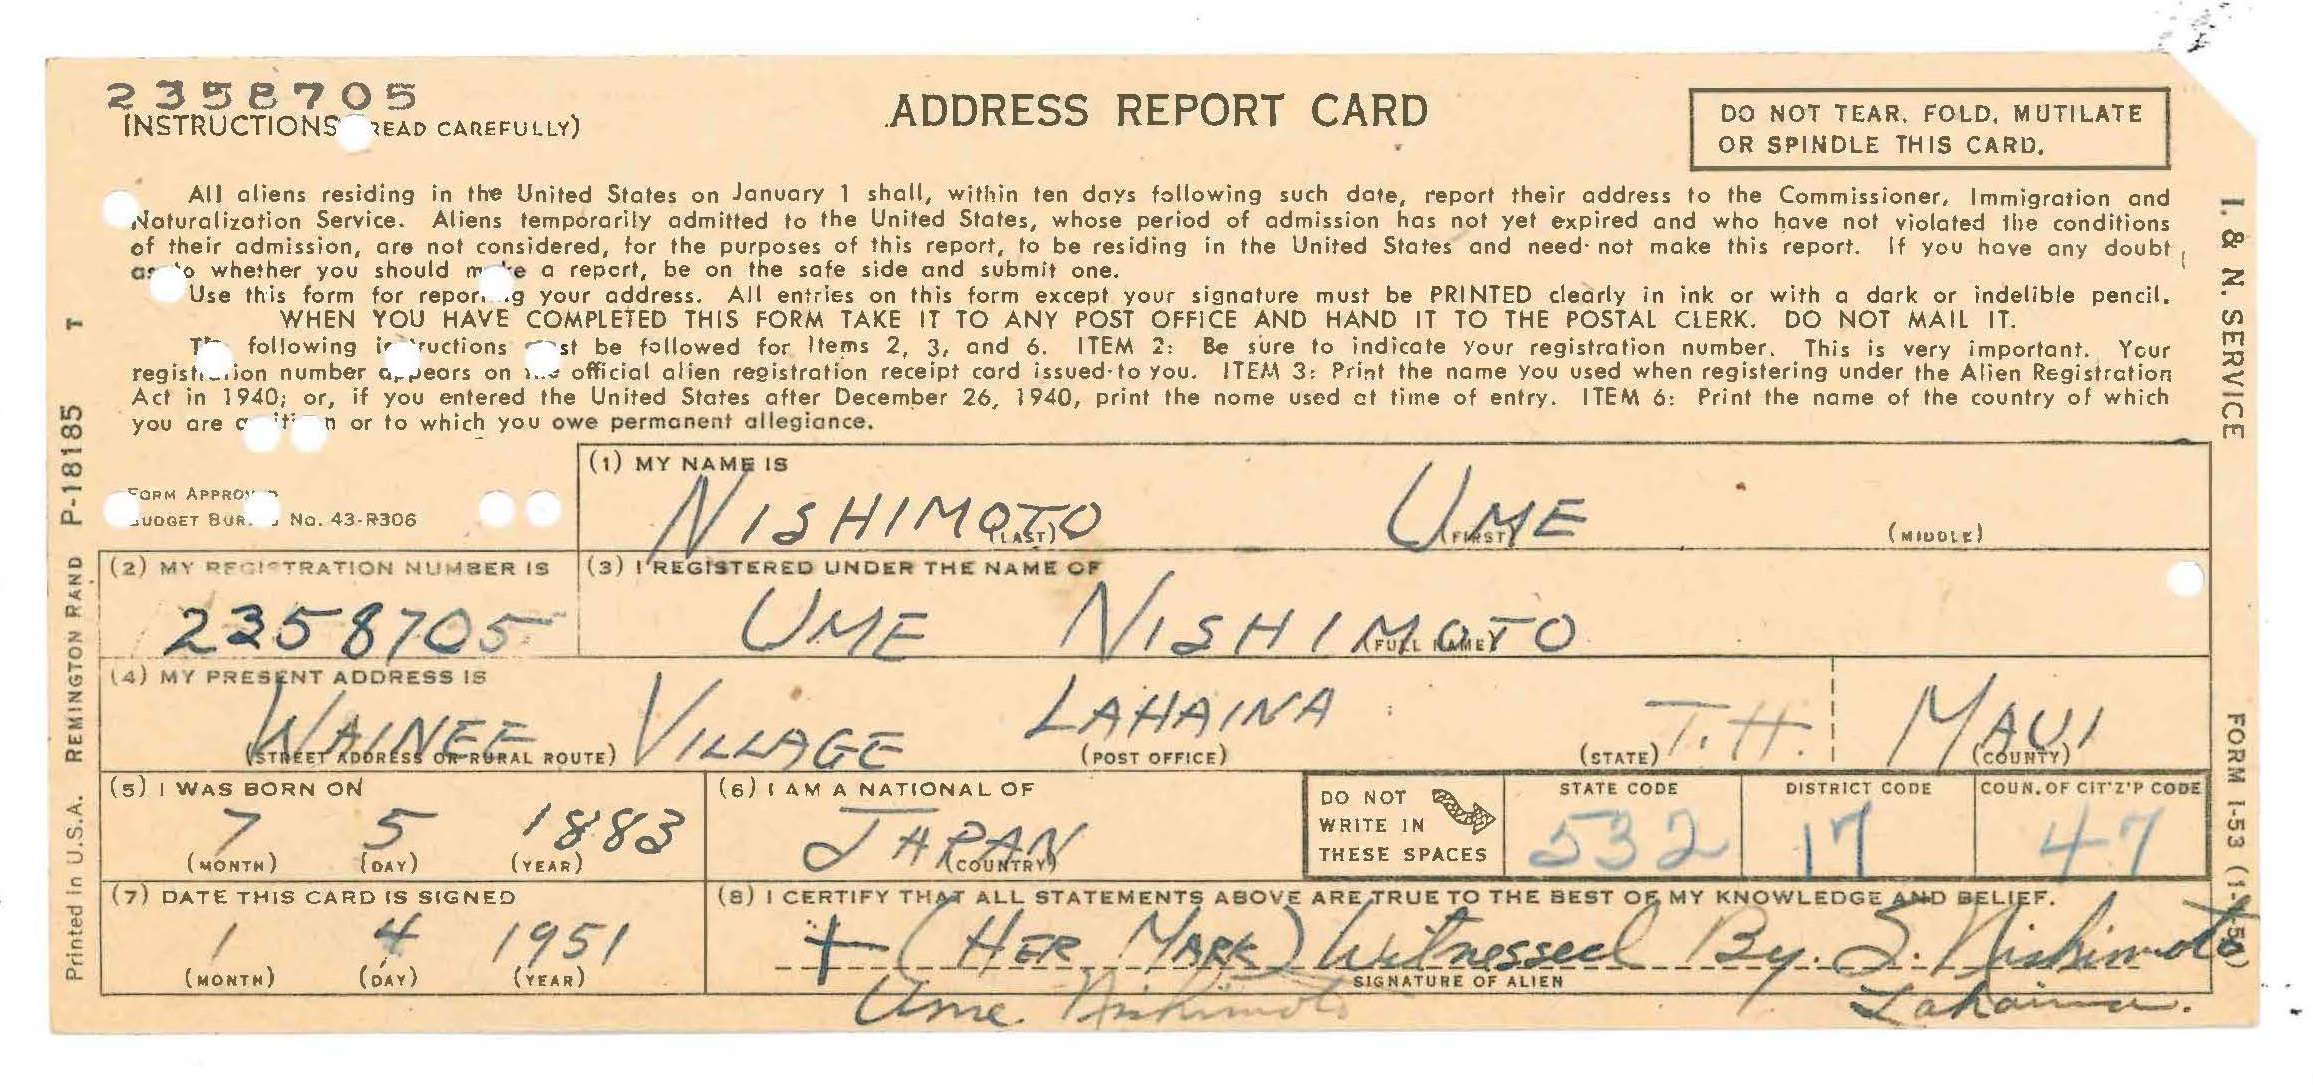 2358705
INSTRUCTIONS (READ CAREFULLY)
ADDRESS REPORT CARD
DO NOT TEAR, FOLD, MUTILATE
OR SPINDLE THIS CARD.
All aliens residing in the United States on January 1 shall, within ten days following such date, report their address to the Commissioner, Immigration and
Naturalization Service. Aliens temporarily admitted to the United States, whose period of admission has not yet expired and who have not violated the conditions
of their admission, are not considered, for the purposes of this report, to be residing in the United States and need not make this report. If you have any doubt
as to whether you should make a report, be on the safe side and submit one.
Use this form for reporting your address. All entries on this form except your signature must be PRINTED clearly in ink or with a dark or indelible pencil.
WHEN YOU HAVE COMPLETED THIS FORM TAKE IT TO ANY POST OFFICE AND HAND IT TO THE POSTAL CLERK. DO NOT MAIL IT.
The following instructions must be followed for Items 2, 3, and 6. ITEM 2: Be sure to indicate your registration number. This is very important. Your
registration number appears on the official alien registration receipt card issued to you. ITEM 3: Print the name you used when registering under the Alien Registration
Act in 1940; or, if you entered the United States after December 26, 1940, print the name used at time of entry. ITEM 6: Print the name of the country of which
you are a citizen or to which you owe permanent allegiance.
FORM APPROVED
BUDGET BUREAU No. 43-R306
(1) MY NAME IS
NISHIMOTO UME
(LAST) (FIRST) (MIDDLE)
(2) MY REGISTRATION NUMBER IS
2358705
(3) I REGISTERED UNDER THE NAME OF
UME NISHIMOTO
(FULL NAME)
(4) MY PRESENT ADDRESS IS
WAINEE VILLAGE LAHAINA T.H. MAUI
(STREET ADDRESS OR RURAL ROUTE) (POST OFFICE) (STATE) (COUNTY)
(5) I WAS BORN ON
7 5 1883
(MONTH) (DAY) (YEAR)
(6) I AM A NATIONAL OF
JAPAN
(COUNTRY)
DO NOT
WRITE IN
THESE SPACES
STATE CODE
532
DISTRICT CODE
17
COUN. OF CIT'Z'P CODE
47
(7) DATE THIS CARD IS SIGNED
1 4 1951
(MONTH) (DAY) (YEAR)
(8) I CERTIFY THAT ALL STATEMENTS ABOVE ARE TRUE TO THE BEST OF MY KNOWLEDGE AND BELIEF.
+ (HER MARK) Witnessed By. S. Nishimoto
SIGNATURE OF ALIEN
Ume Nishimoto Lahaina.
Printed in U.S.A. REMINGTON RAND P-18185 T
I. & N. SERVICE
FORM I-53